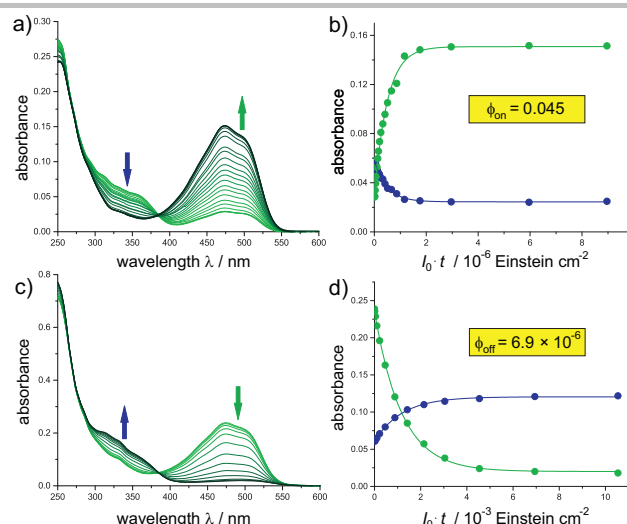 a)
absorbance
0.30
0.25
0.20
0.15
0.10
0.05
0.00
250 300 350 400 450 500 550 600
wavelength λ / nm
b)
absorbance
0.16
0.12
0.08
0.04
0.00
ϕon = 0.045
0 2 4 6 8
I0· t / 10-6 Einstein cm-2
c)
absorbance
0.8
0.6
0.4
0.2
0.0
250 300 350 400 450 500 550 600
wavelength λ / nm
d)
absorbance
0.25
0.20
0.15
0.10
0.05
0.00
ϕoff = 6.9 × 10-6
0 2 4 6 8 10
I0· t / 10-3 Einstein cm-2